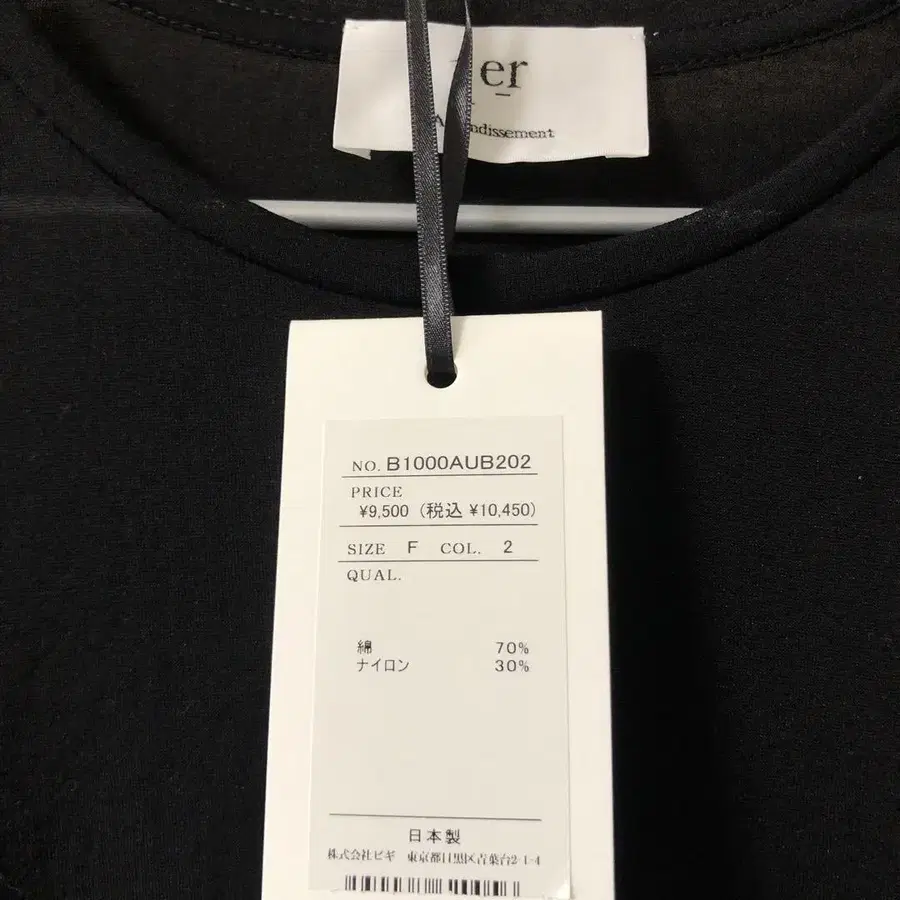 er
ndissement
NO. B1000AUB202
PRICE
¥9,500 (税込 ¥10,450)
SIZE F COL. 2
QUAL.
綿 70%
ナイロン 30%
日本製
株式会社ビギ 東京都目黒区青葉台2-1-4